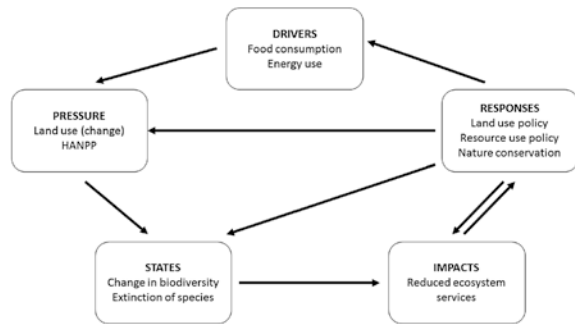 DRIVERS
Food consumption
Energy use
PRESSURE
Land use (change)
HANPP
RESPONSES
Land use policy
Resource use policy
Nature conservation
STATES
Change in biodiversity
Extinction of species
IMPACTS
Reduced ecosystem
services